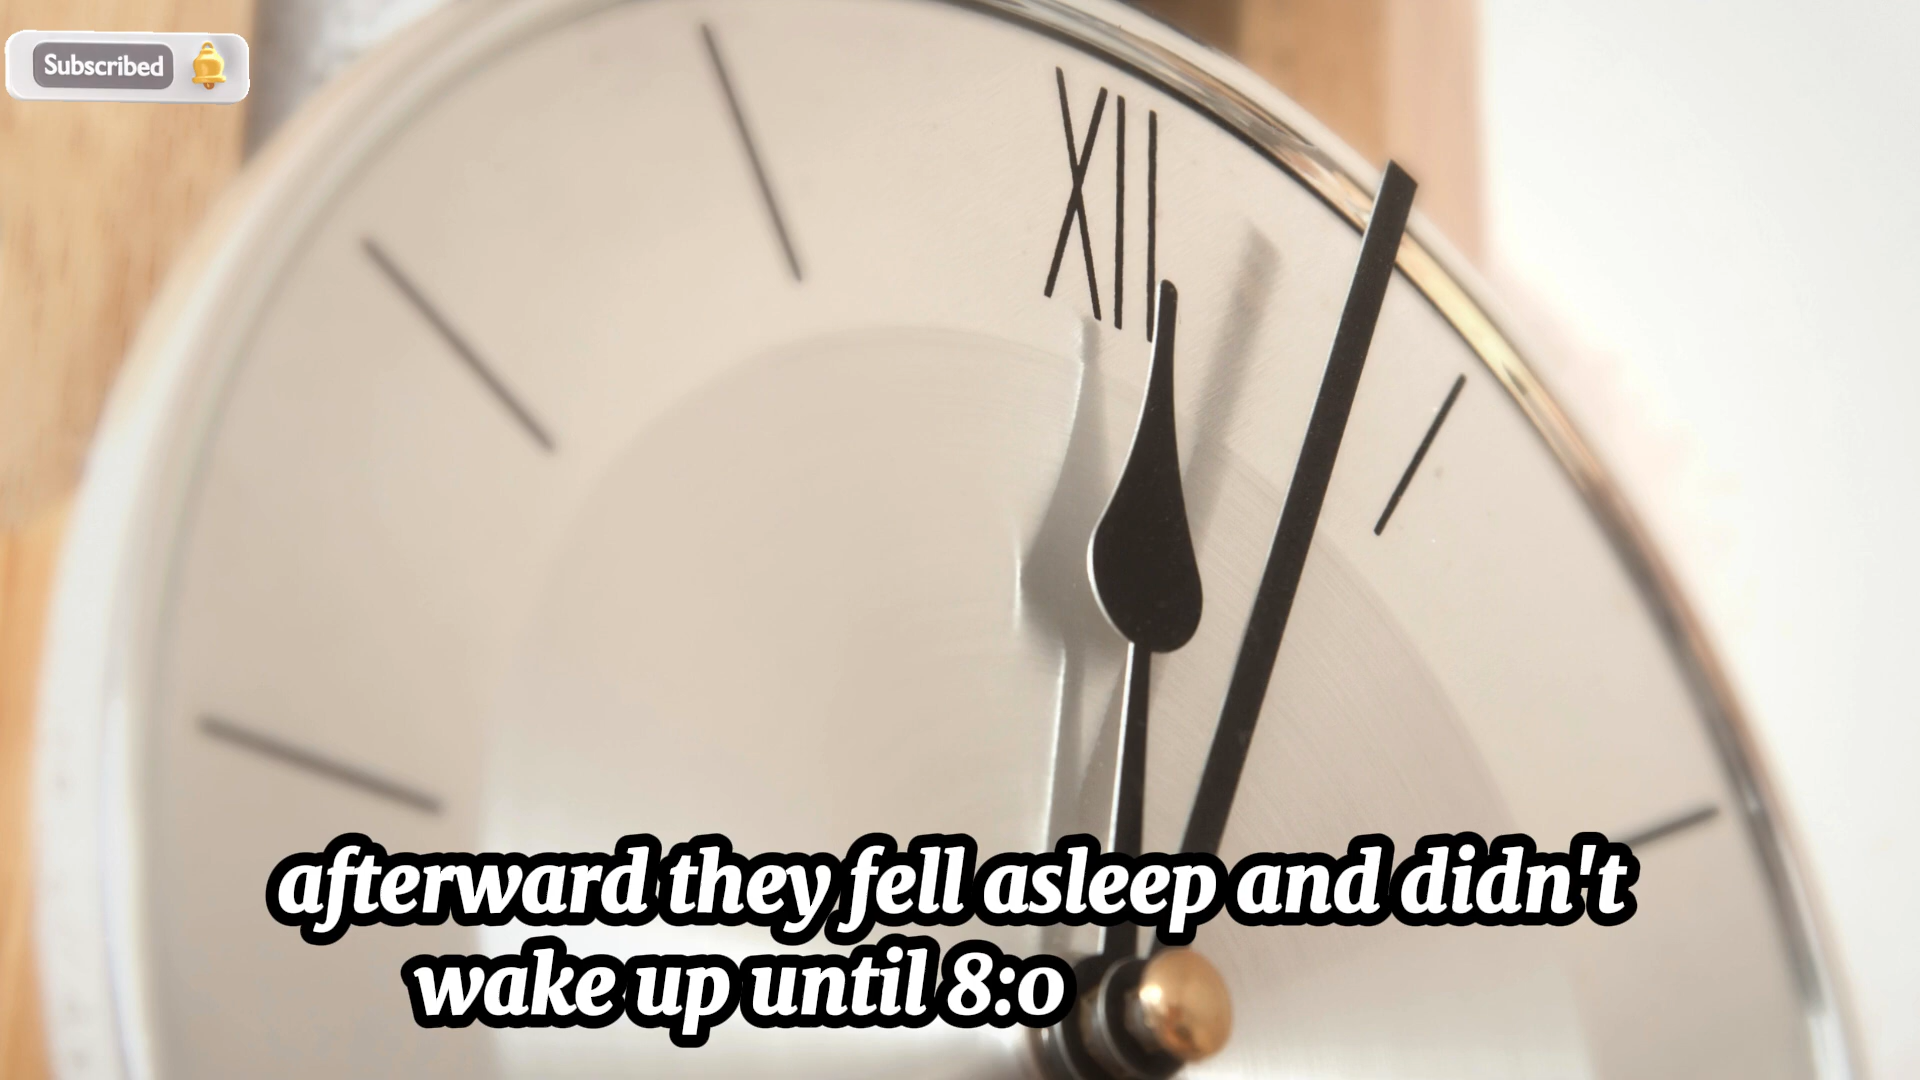 Subscribed
XII
afterward they fell asleep and didn't
wake up until 8:0